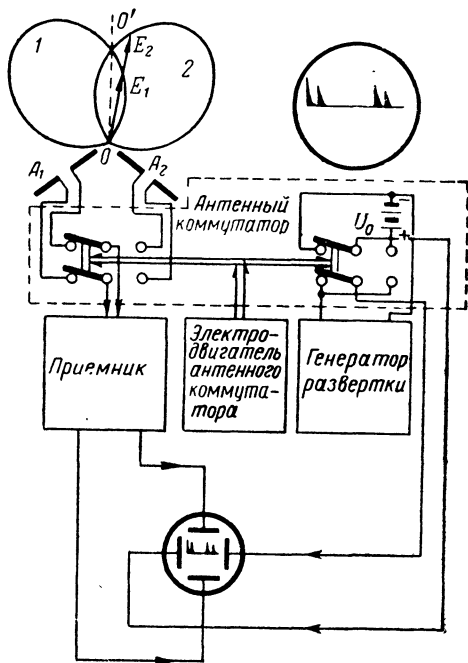 O'
1
E₂
2
E₁
O
A₁
A₂
Антенный
коммутатор
U₀
+
Приемник
Электро-
двигатель
антенного
коммута-
тора
Генератор
развертки